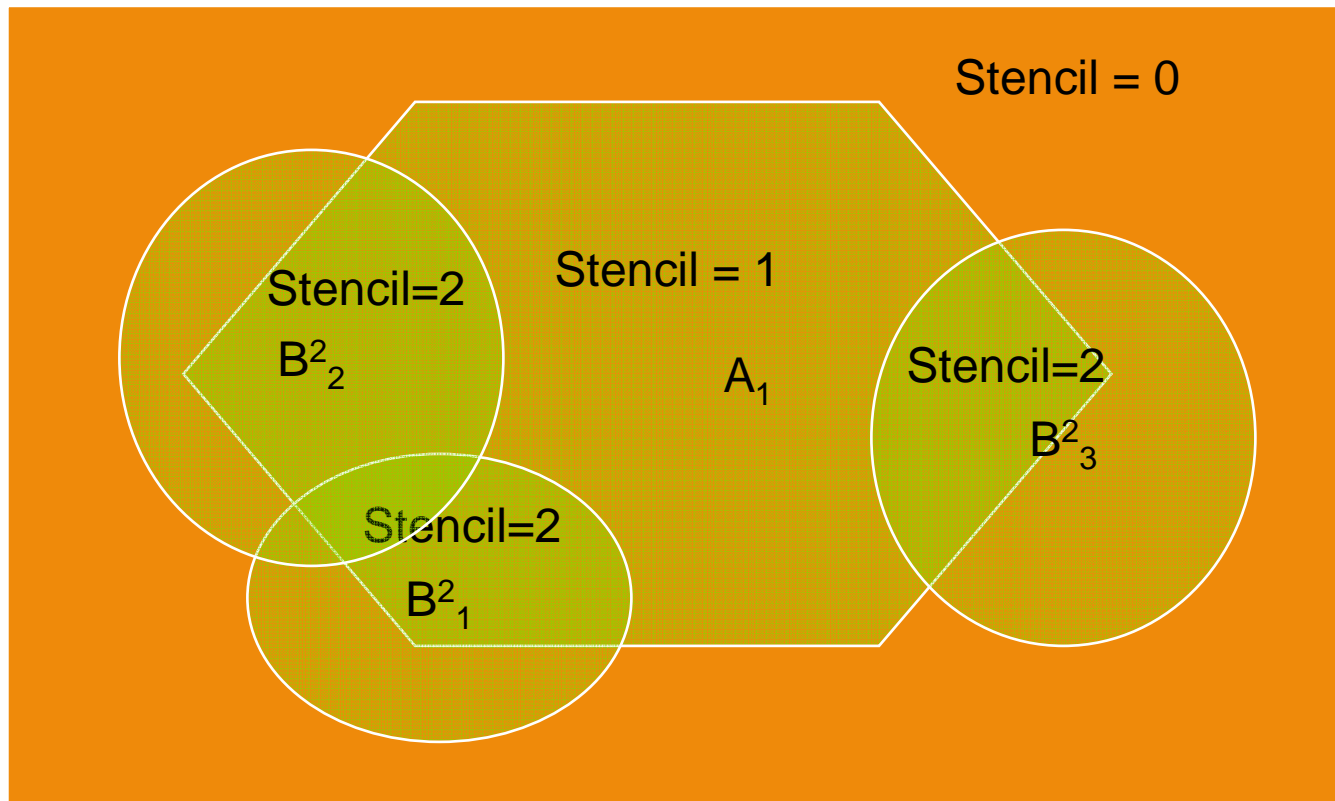 Stencil = 0
Stencil = 1
Stencil=2
B²₂
A₁
Stencil=2
B²₃
Stencil=2
B²₁